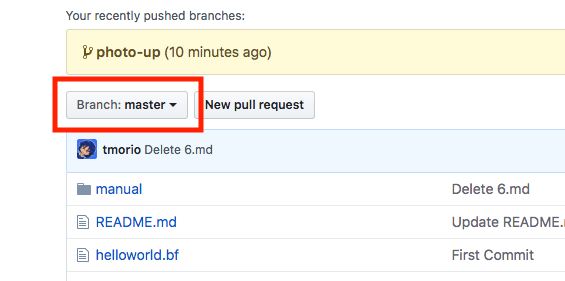 Your recently pushed branches:
photo-up (10 minutes ago)
Branch: master New pull request
tmorio Delete 6.md
manual Delete 6.md
README.md Update README.
helloworld.bf First Commit